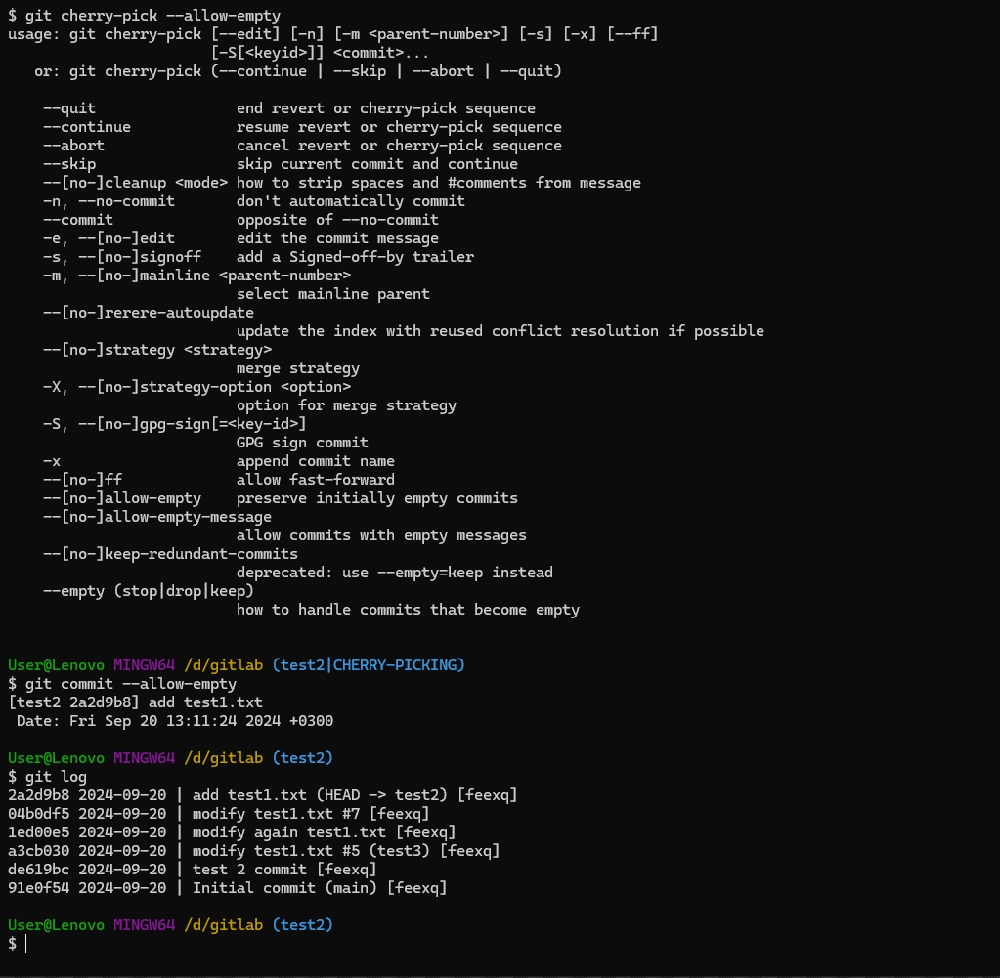 $ git cherry-pick --allow-empty
usage: git cherry-pick [--edit] [-n] [-m <parent-number>] [-s] [-x] [--ff]
                       [-S[<keyid>]] <commit>...
   or: git cherry-pick (--continue | --skip | --abort | --quit)

    --quit                end revert or cherry-pick sequence
    --continue            resume revert or cherry-pick sequence
    --abort               cancel revert or cherry-pick sequence
    --skip                skip current commit and continue
    --[no-]cleanup <mode> how to strip spaces and #comments from message
    -n, --no-commit       don't automatically commit
    --commit              opposite of --no-commit
    -e, --[no-]edit       edit the commit message
    -s, --[no-]signoff    add a Signed-off-by trailer
    -m, --[no-]mainline <parent-number>
                          select mainline parent
    --[no-]rerere-autoupdate
                          update the index with reused conflict resolution if possible
    --[no-]strategy <strategy>
                          merge strategy
    -X, --[no-]strategy-option <option>
                          option for merge strategy
    -S, --[no-]gpg-sign[=<key-id>]
                          GPG sign commit
    -x                    append commit name
    --[no-]ff             allow fast-forward
    --[no-]allow-empty    preserve initially empty commits
    --[no-]allow-empty-message
                          allow commits with empty messages
    --[no-]keep-redundant-commits
                          deprecated: use --empty=keep instead
    --empty (stop|drop|keep)
                          how to handle commits that become empty

User@Lenovo MINGW64 /d/gitlab (test2|CHERRY-PICKING)
$ git commit --allow-empty
[test2 2a2d9b8] add test1.txt
 Date: Fri Sep 20 13:11:24 2024 +0300

User@Lenovo MINGW64 /d/gitlab (test2)
$ git log
2a2d9b8 2024-09-20 | add test1.txt (HEAD -> test2) [feexq]
04b0df5 2024-09-20 | modify test1.txt #7 [feexq]
1ed00e5 2024-09-20 | modify again test1.txt [feexq]
a3cb030 2024-09-20 | modify test1.txt #5 (test3) [feexq]
de619bc 2024-09-20 | test 2 commit [feexq]
91e0f54 2024-09-20 | Initial commit (main) [feexq]

User@Lenovo MINGW64 /d/gitlab (test2)
$